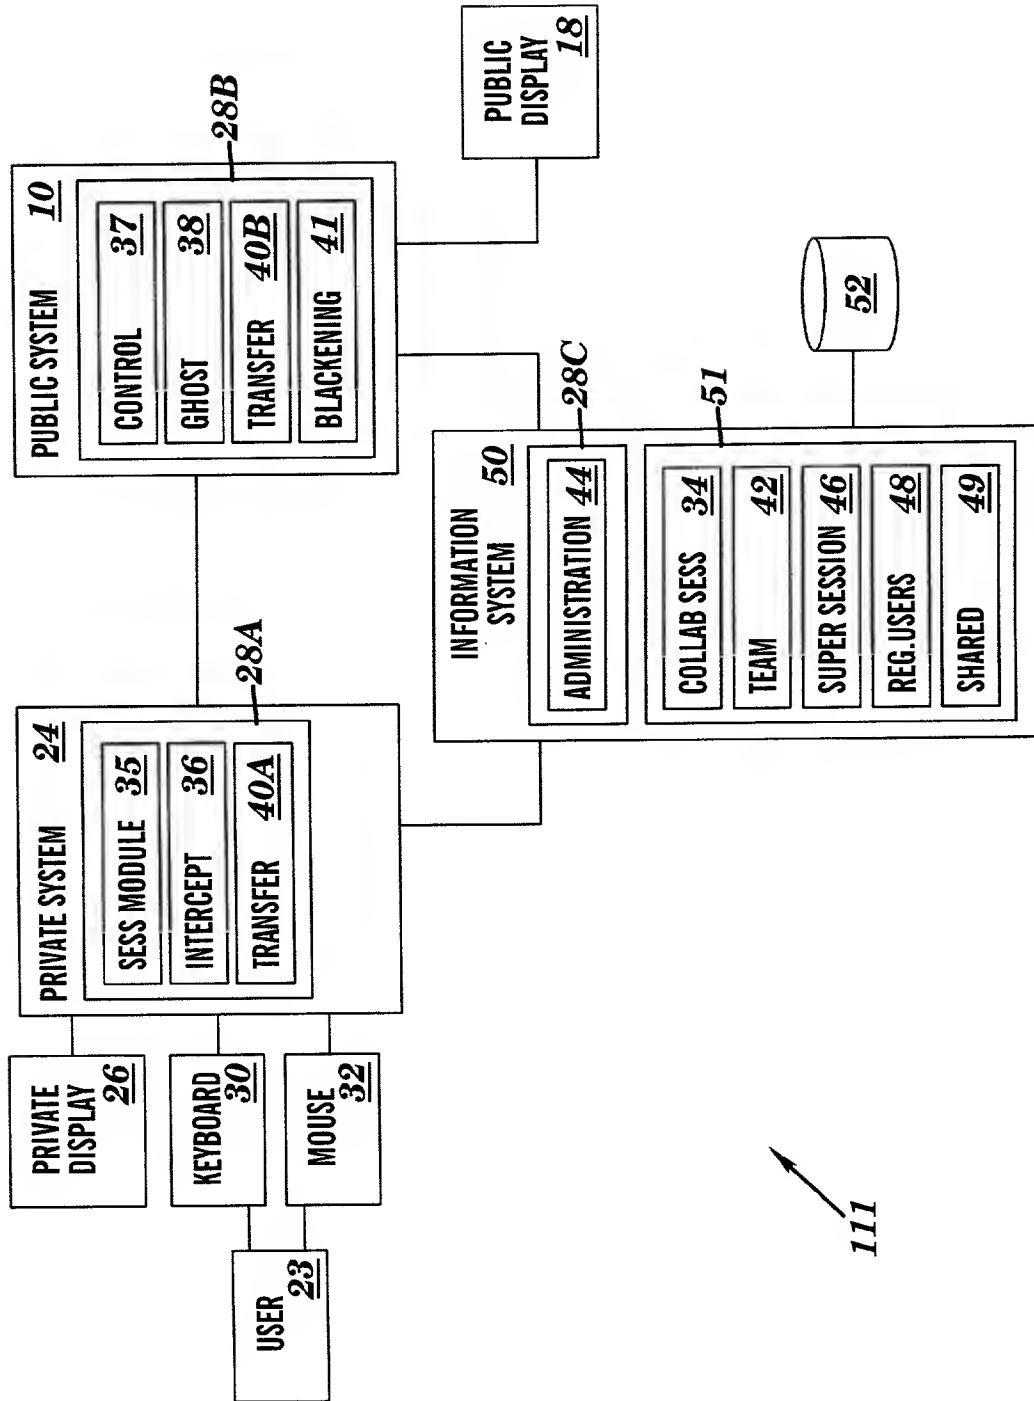 USER
23
PRIVATE
DISPLAY
26
KEYBOARD
30
MOUSE
32
PRIVATE SYSTEM
24
SESS MODULE
35
INTERCEPT
36
TRANSFER
40A
28A
PUBLIC SYSTEM
10
CONTROL
37
GHOST
38
TRANSFER
40B
BLACKENING
41
28B
PUBLIC
DISPLAY
18
INFORMATION
SYSTEM
50
ADMINISTRATION
44
28C
COLLAB SESS
34
TEAM
42
SUPER SESSION
46
REG.USERS
48
SHARED
49
51
52
111